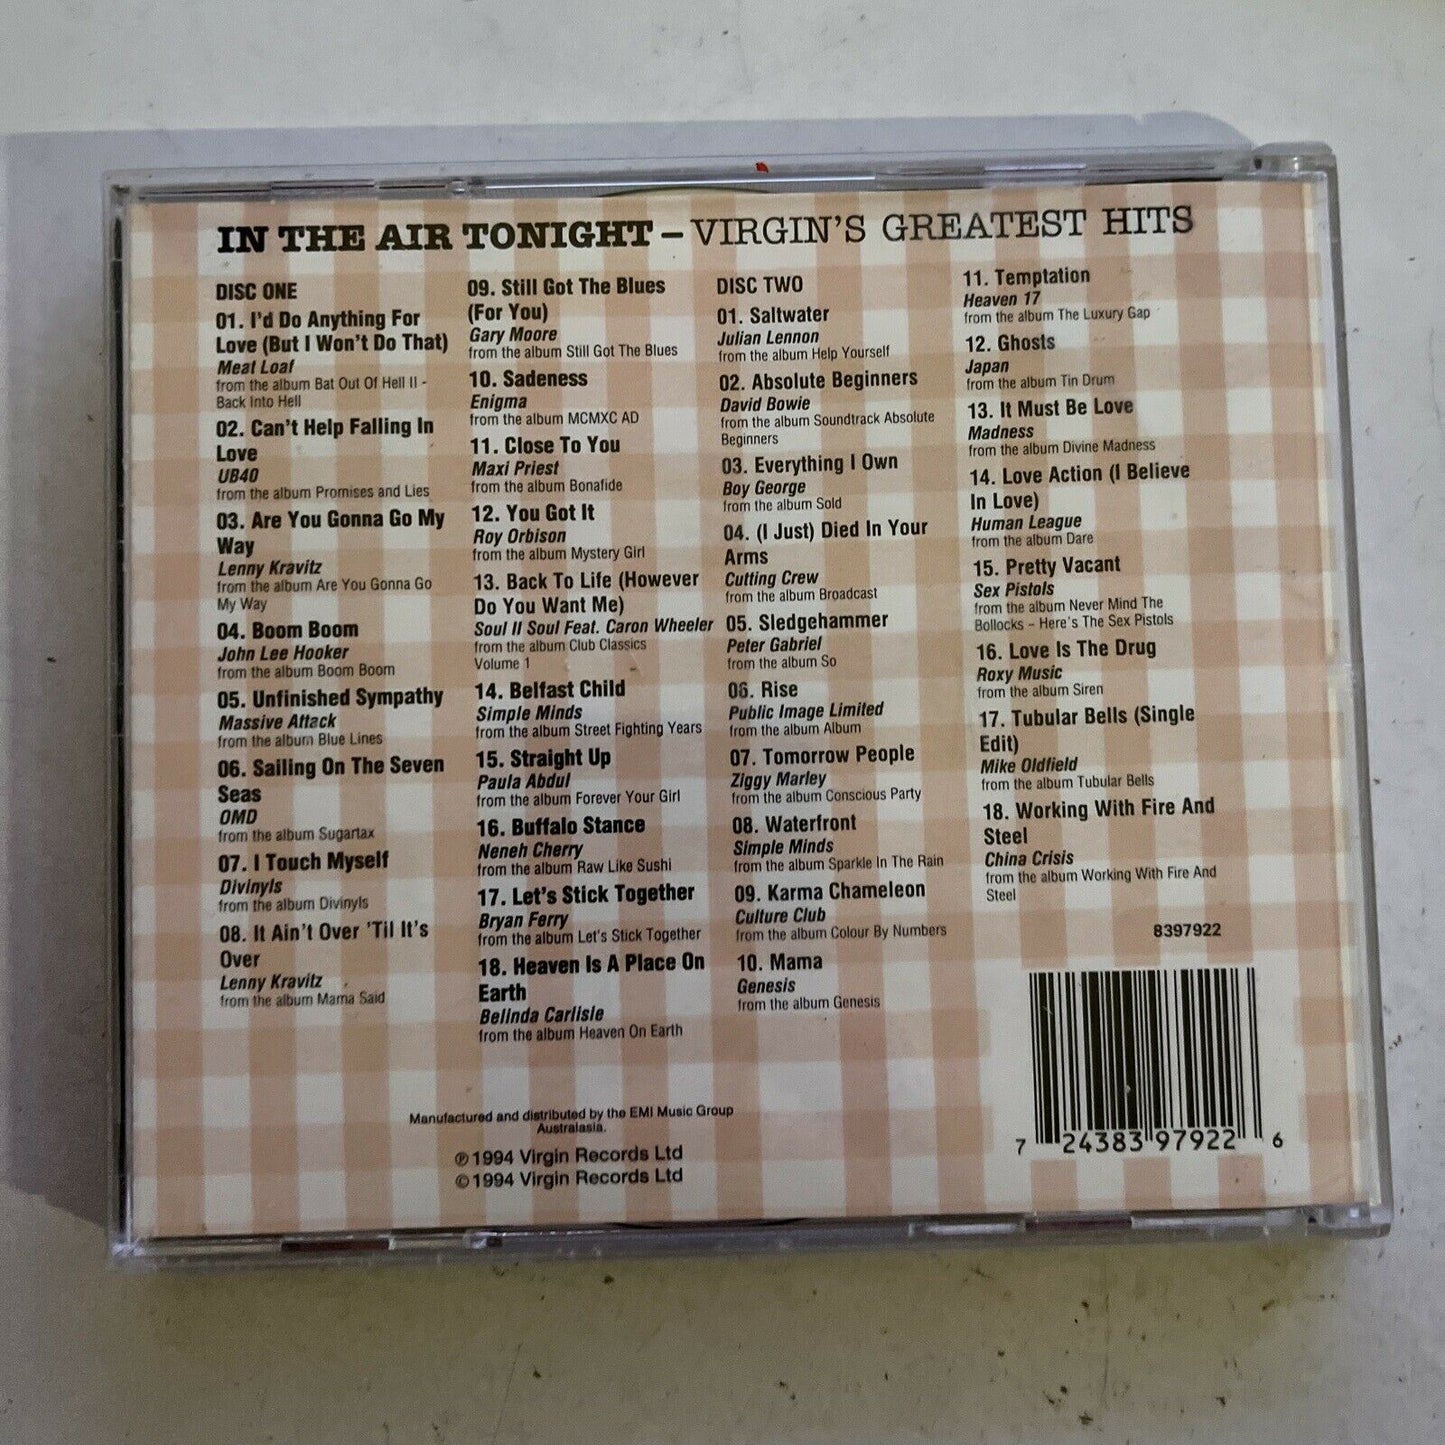 IN THE AIR TONIGHT – VIRGIN'S GREATEST HITS
DISC ONE
01. I'd Do Anything For
Love (But I Won't Do That)
Meat Loaf
from the album Bat Out Of Hell II -
Back Into Hell
02. Can't Help Falling In
Love
UB40
from the album Promises and Lies
03. Are You Gonna Go My
Way
Lenny Kravitz
from the album Are You Gonna Go
My Way
04. Boom Boom
John Lee Hooker
from the album Boom Boom
05. Unfinished Sympathy
Massive Attack
from the album Blue Lines
06. Sailing On The Seven
Seas
OMD
from the album Sugartax
07. I Touch Myself
Divinyls
from the album Divinyls
08. It Ain't Over 'Til It's
Over
Lenny Kravitz
from the album Mama Said
09. Still Got The Blues
(For You)
Gary Moore
from the album Still Got The Blues
10. Sadeness
Enigma
from the album MCMXC AD
11. Close To You
Maxi Priest
from the album Bonafide
12. You Got It
Roy Orbison
from the album Mystery Girl
13. Back To Life (However
Do You Want Me)
Soul II Soul Feat. Caron Wheeler
from the album Club Classics
Volume 1
14. Belfast Child
Simple Minds
from the album Street Fighting Years
15. Straight Up
Paula Abdul
from the album Forever Your Girl
16. Buffalo Stance
Neneh Cherry
from the album Raw Like Sushi
17. Let's Stick Together
Bryan Ferry
from the album Let's Stick Together
18. Heaven Is A Place On
Earth
Belinda Carlisle
from the album Heaven On Earth
DISC TWO
01. Saltwater
Julian Lennon
from the album Help Yourself
02. Absolute Beginners
David Bowie
from the album Soundtrack Absolute
Beginners
03. Everything I Own
Boy George
from the album Sold
04. (I Just) Died In Your
Arms
Cutting Crew
from the album Broadcast
05. Sledgehammer
Peter Gabriel
from the album So
06. Rise
Public Image Limited
from the album Album
07. Tomorrow People
Ziggy Marley
from the album Conscious Party
08. Waterfront
Simple Minds
from the album Sparkle In The Rain
09. Karma Chameleon
Culture Club
from the album Colour By Numbers
10. Mama
Genesis
from the album Genesis
11. Temptation
Heaven 17
from the album The Luxury Gap
12. Ghosts
Japan
from the album Tin Drum
13. It Must Be Love
Madness
from the album Divine Madness
14. Love Action (I Believe
In Love)
Human League
from the album Dare
15. Pretty Vacant
Sex Pistols
from the album Never Mind The
Bollocks – Here's The Sex Pistols
16. Love Is The Drug
Roxy Music
from the album Siren
17. Tubular Bells (Single
Edit)
Mike Oldfield
from the album Tubular Bells
18. Working With Fire And
Steel
China Crisis
from the album Working With Fire And
Steel
8397922
7 24383 97922 6
Manufactured and distributed by the EMI Music Group
Australasia.
℗ 1994 Virgin Records Ltd
© 1994 Virgin Records Ltd